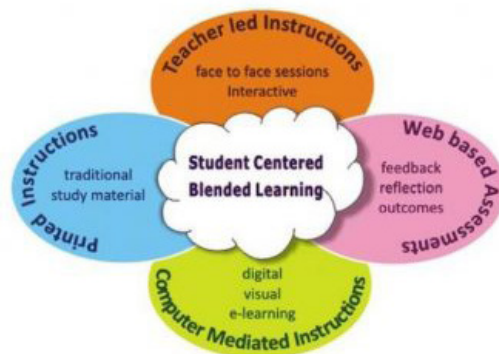 Teacher led Instructions
face to face sessions
Interactive
Printed Instructions
traditional
study material
Student Centered
Blended Learning
Web based Assessments
feedback
reflection
outcomes
digital
visual
e-learning
Computer Mediated Instructions